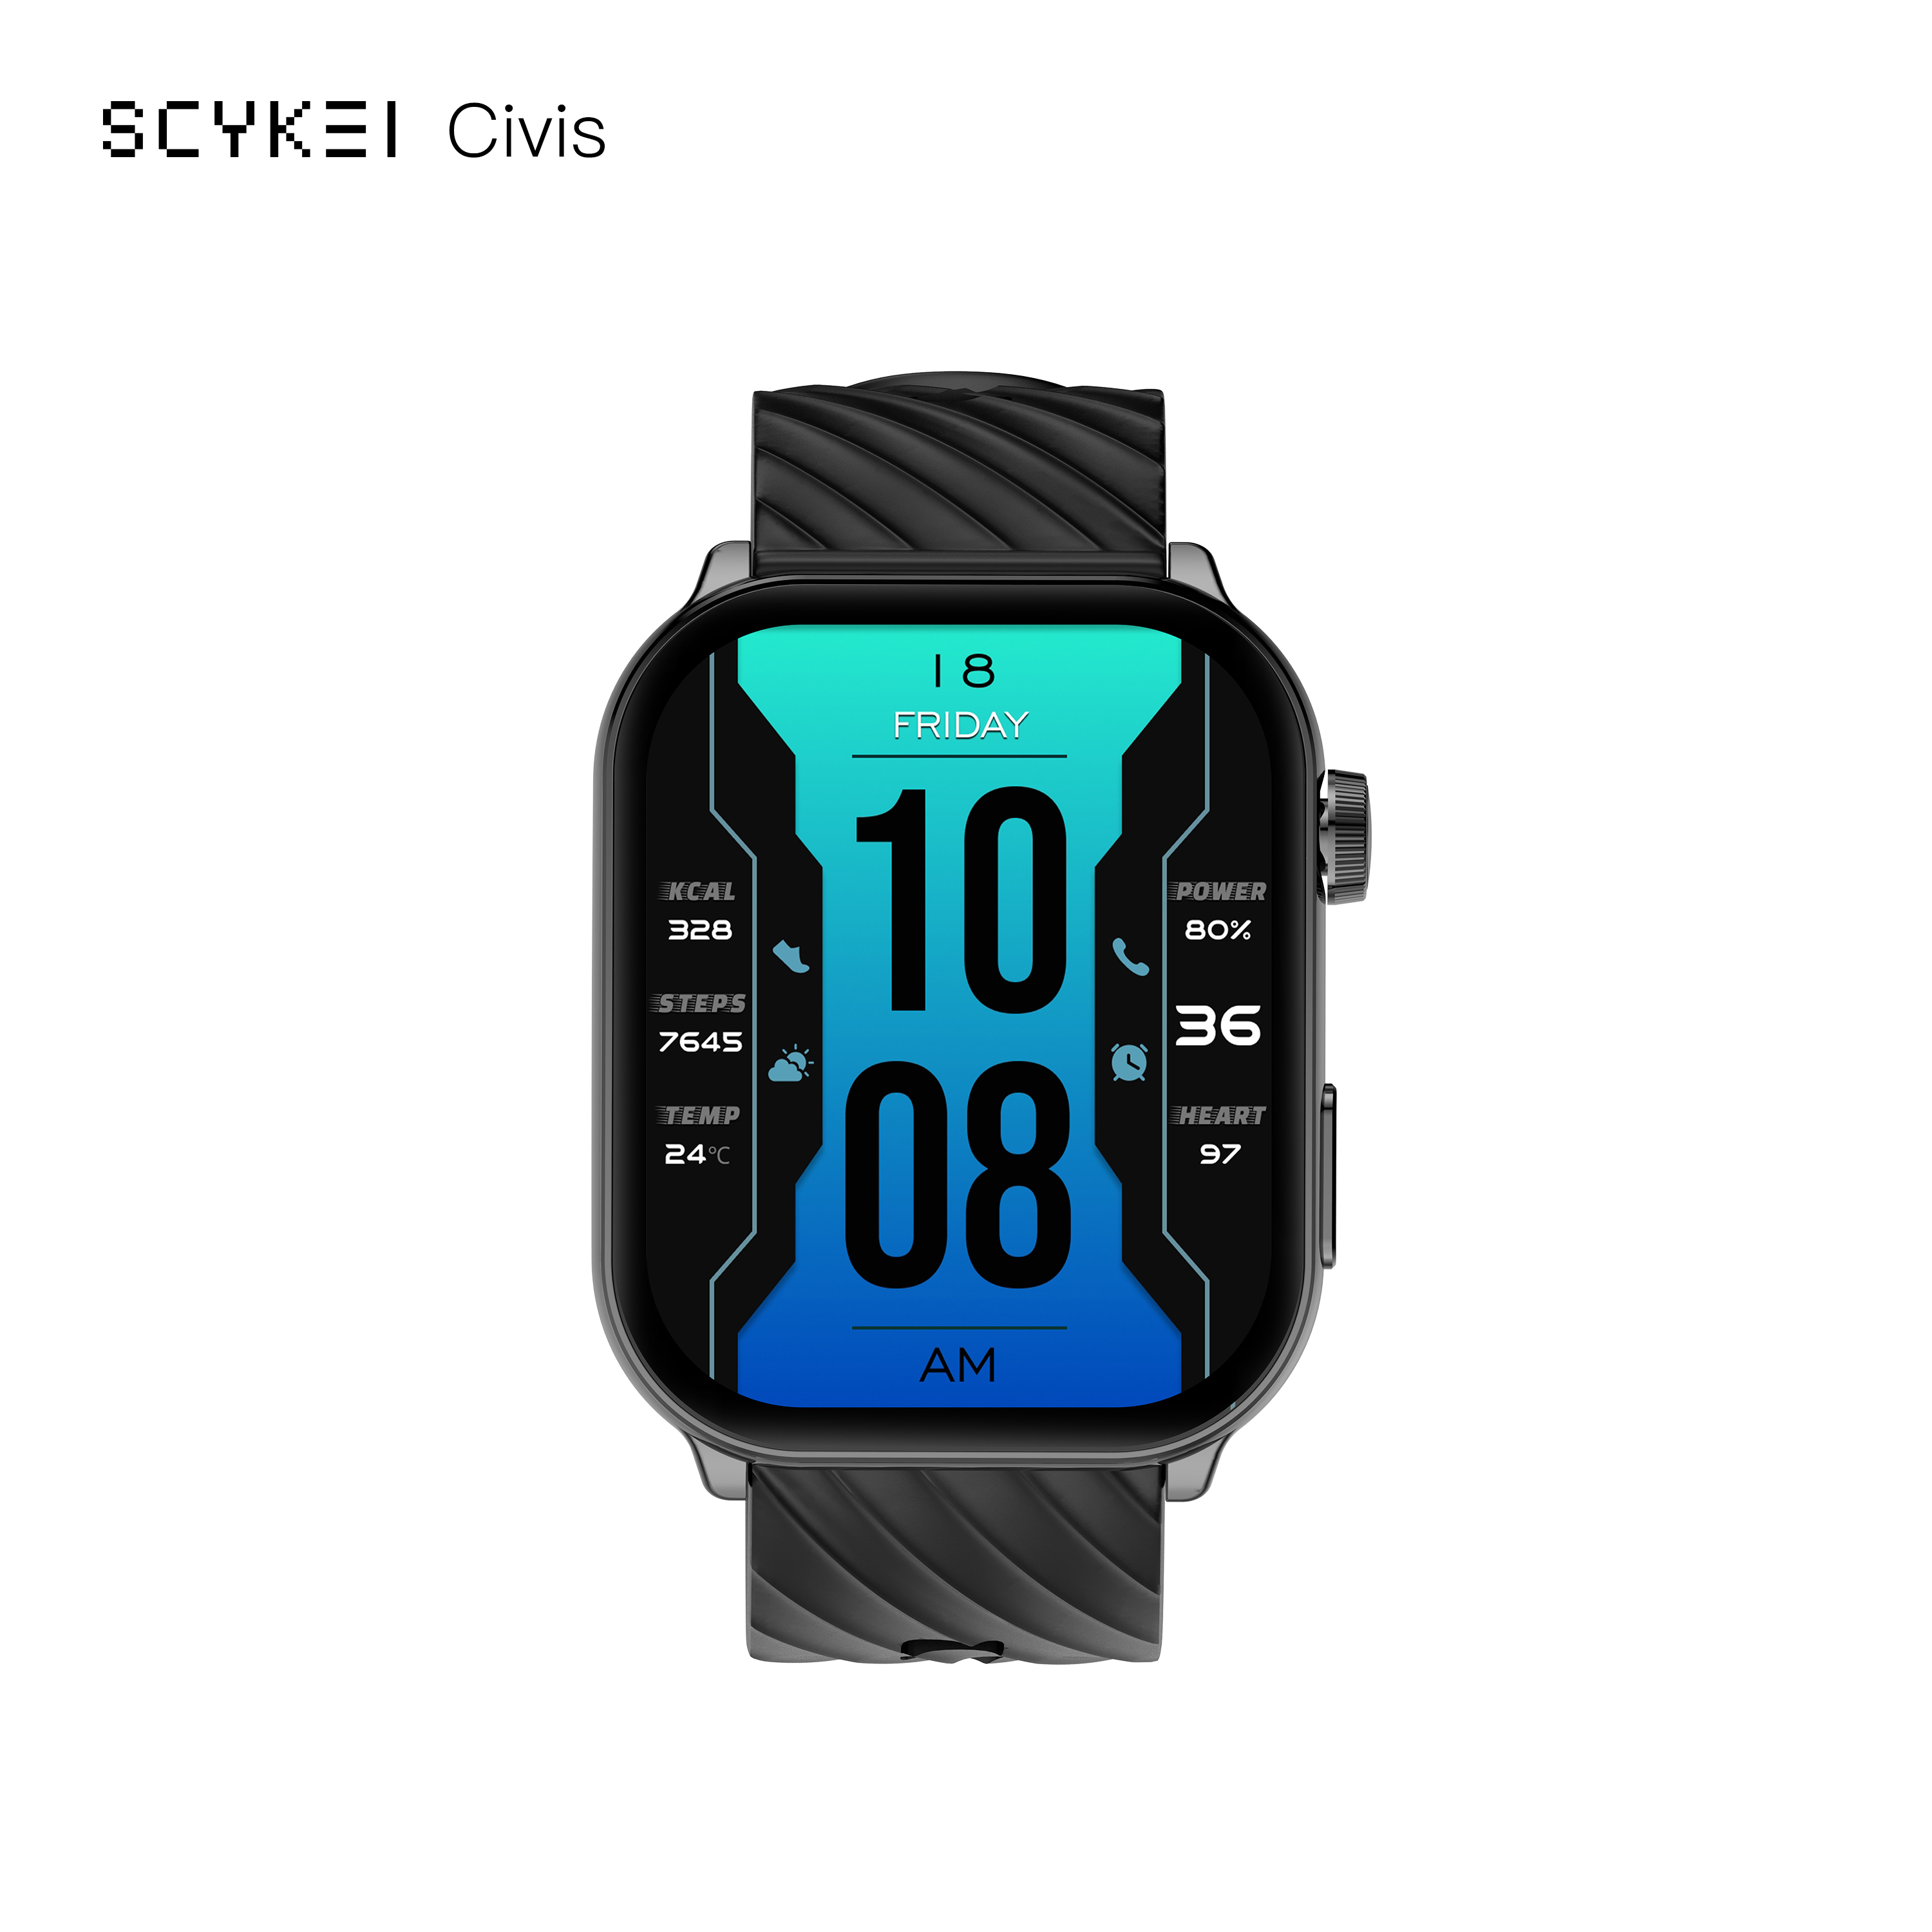 SCYKEI Civis
18
FRIDAY
10
08
AM
KCAL
328
STEPS
7645
TEMP
24°C
POWER
80%
36
HEART
97